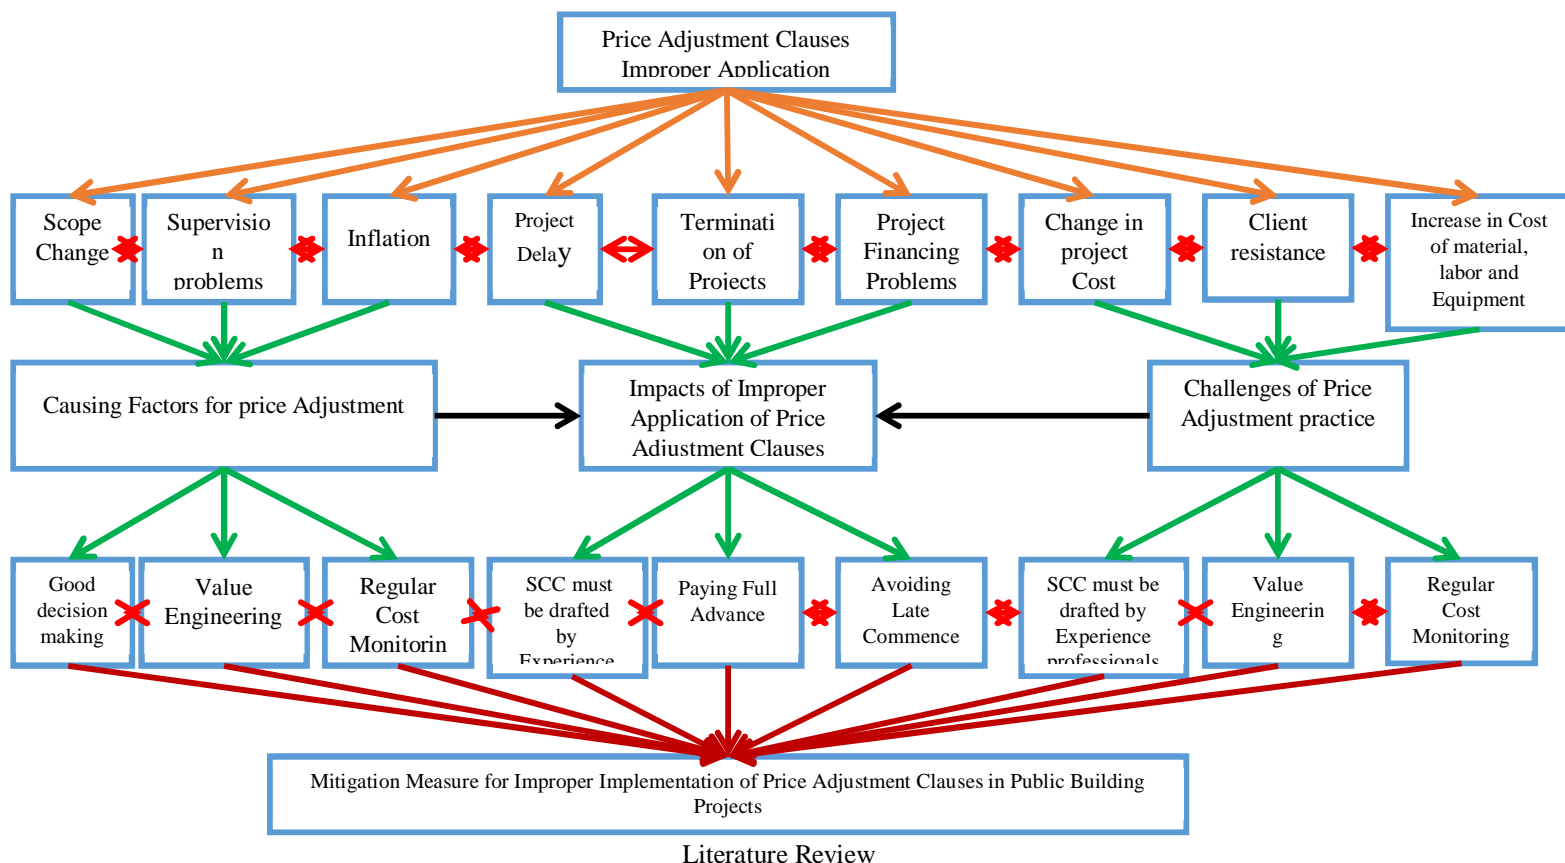 Price Adjustment Clauses
Improper Application
Scope
Change
Supervisio
n
problems
Inflation
Project
Delay
Terminati
on of
Projects
Project
Financing
Problems
Change in
project
Cost
Client
resistance
Increase in Cost
of material,
labor and
Equipment
Causing Factors for price Adjustment
Impacts of Improper
Application of Price
Adjustment Clauses
Challenges of Price
Adjustment practice
Good
decision
making
Value
Engineering
Regular
Cost
Monitorin
SCC must
be drafted
by
Experience
Paying Full
Advance
Avoiding
Late
Commence
SCC must be
drafted by
Experience
professionals
Value
Engineerin
g
Regular
Cost
Monitoring
Mitigation Measure for Improper Implementation of Price Adjustment Clauses in Public Building
Projects
Literature Review